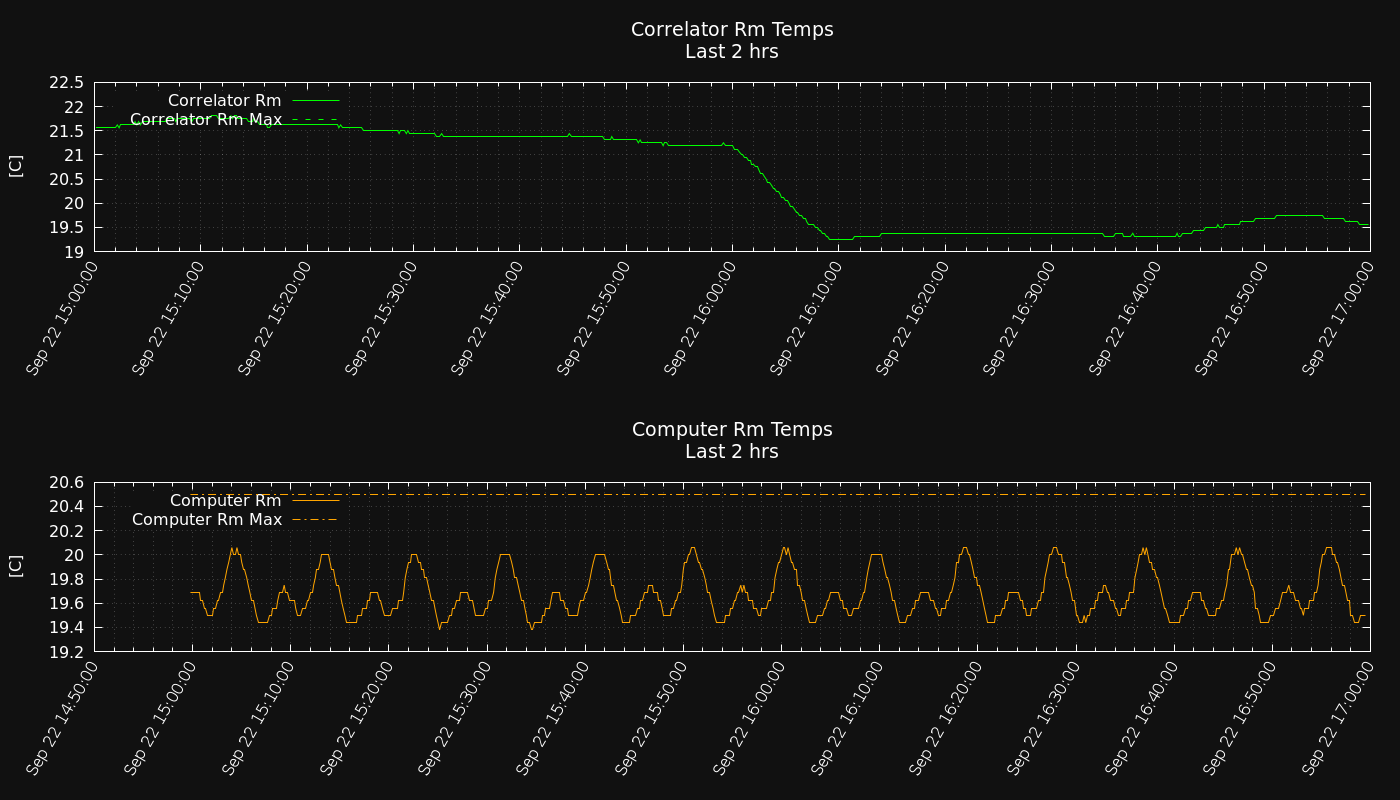 Correlator Rm Temps
Last 2 hrs
22.5
22
21.5
21
20.5
20
19.5
19
[C]
Correlator Rm
Correlator Rm Max
Sep 22 15:00:00
Sep 22 15:10:00
Sep 22 15:20:00
Sep 22 15:30:00
Sep 22 15:40:00
Sep 22 15:50:00
Sep 22 16:00:00
Sep 22 16:10:00
Sep 22 16:20:00
Sep 22 16:30:00
Sep 22 16:40:00
Sep 22 16:50:00
Sep 22 17:00:00
Computer Rm Temps
Last 2 hrs
20.6
20.4
20.2
20
19.8
19.6
19.4
19.2
[C]
Computer Rm
Computer Rm Max
Sep 22 14:50:00
Sep 22 15:00:00
Sep 22 15:10:00
Sep 22 15:20:00
Sep 22 15:30:00
Sep 22 15:40:00
Sep 22 15:50:00
Sep 22 16:00:00
Sep 22 16:10:00
Sep 22 16:20:00
Sep 22 16:30:00
Sep 22 16:40:00
Sep 22 16:50:00
Sep 22 17:00:00